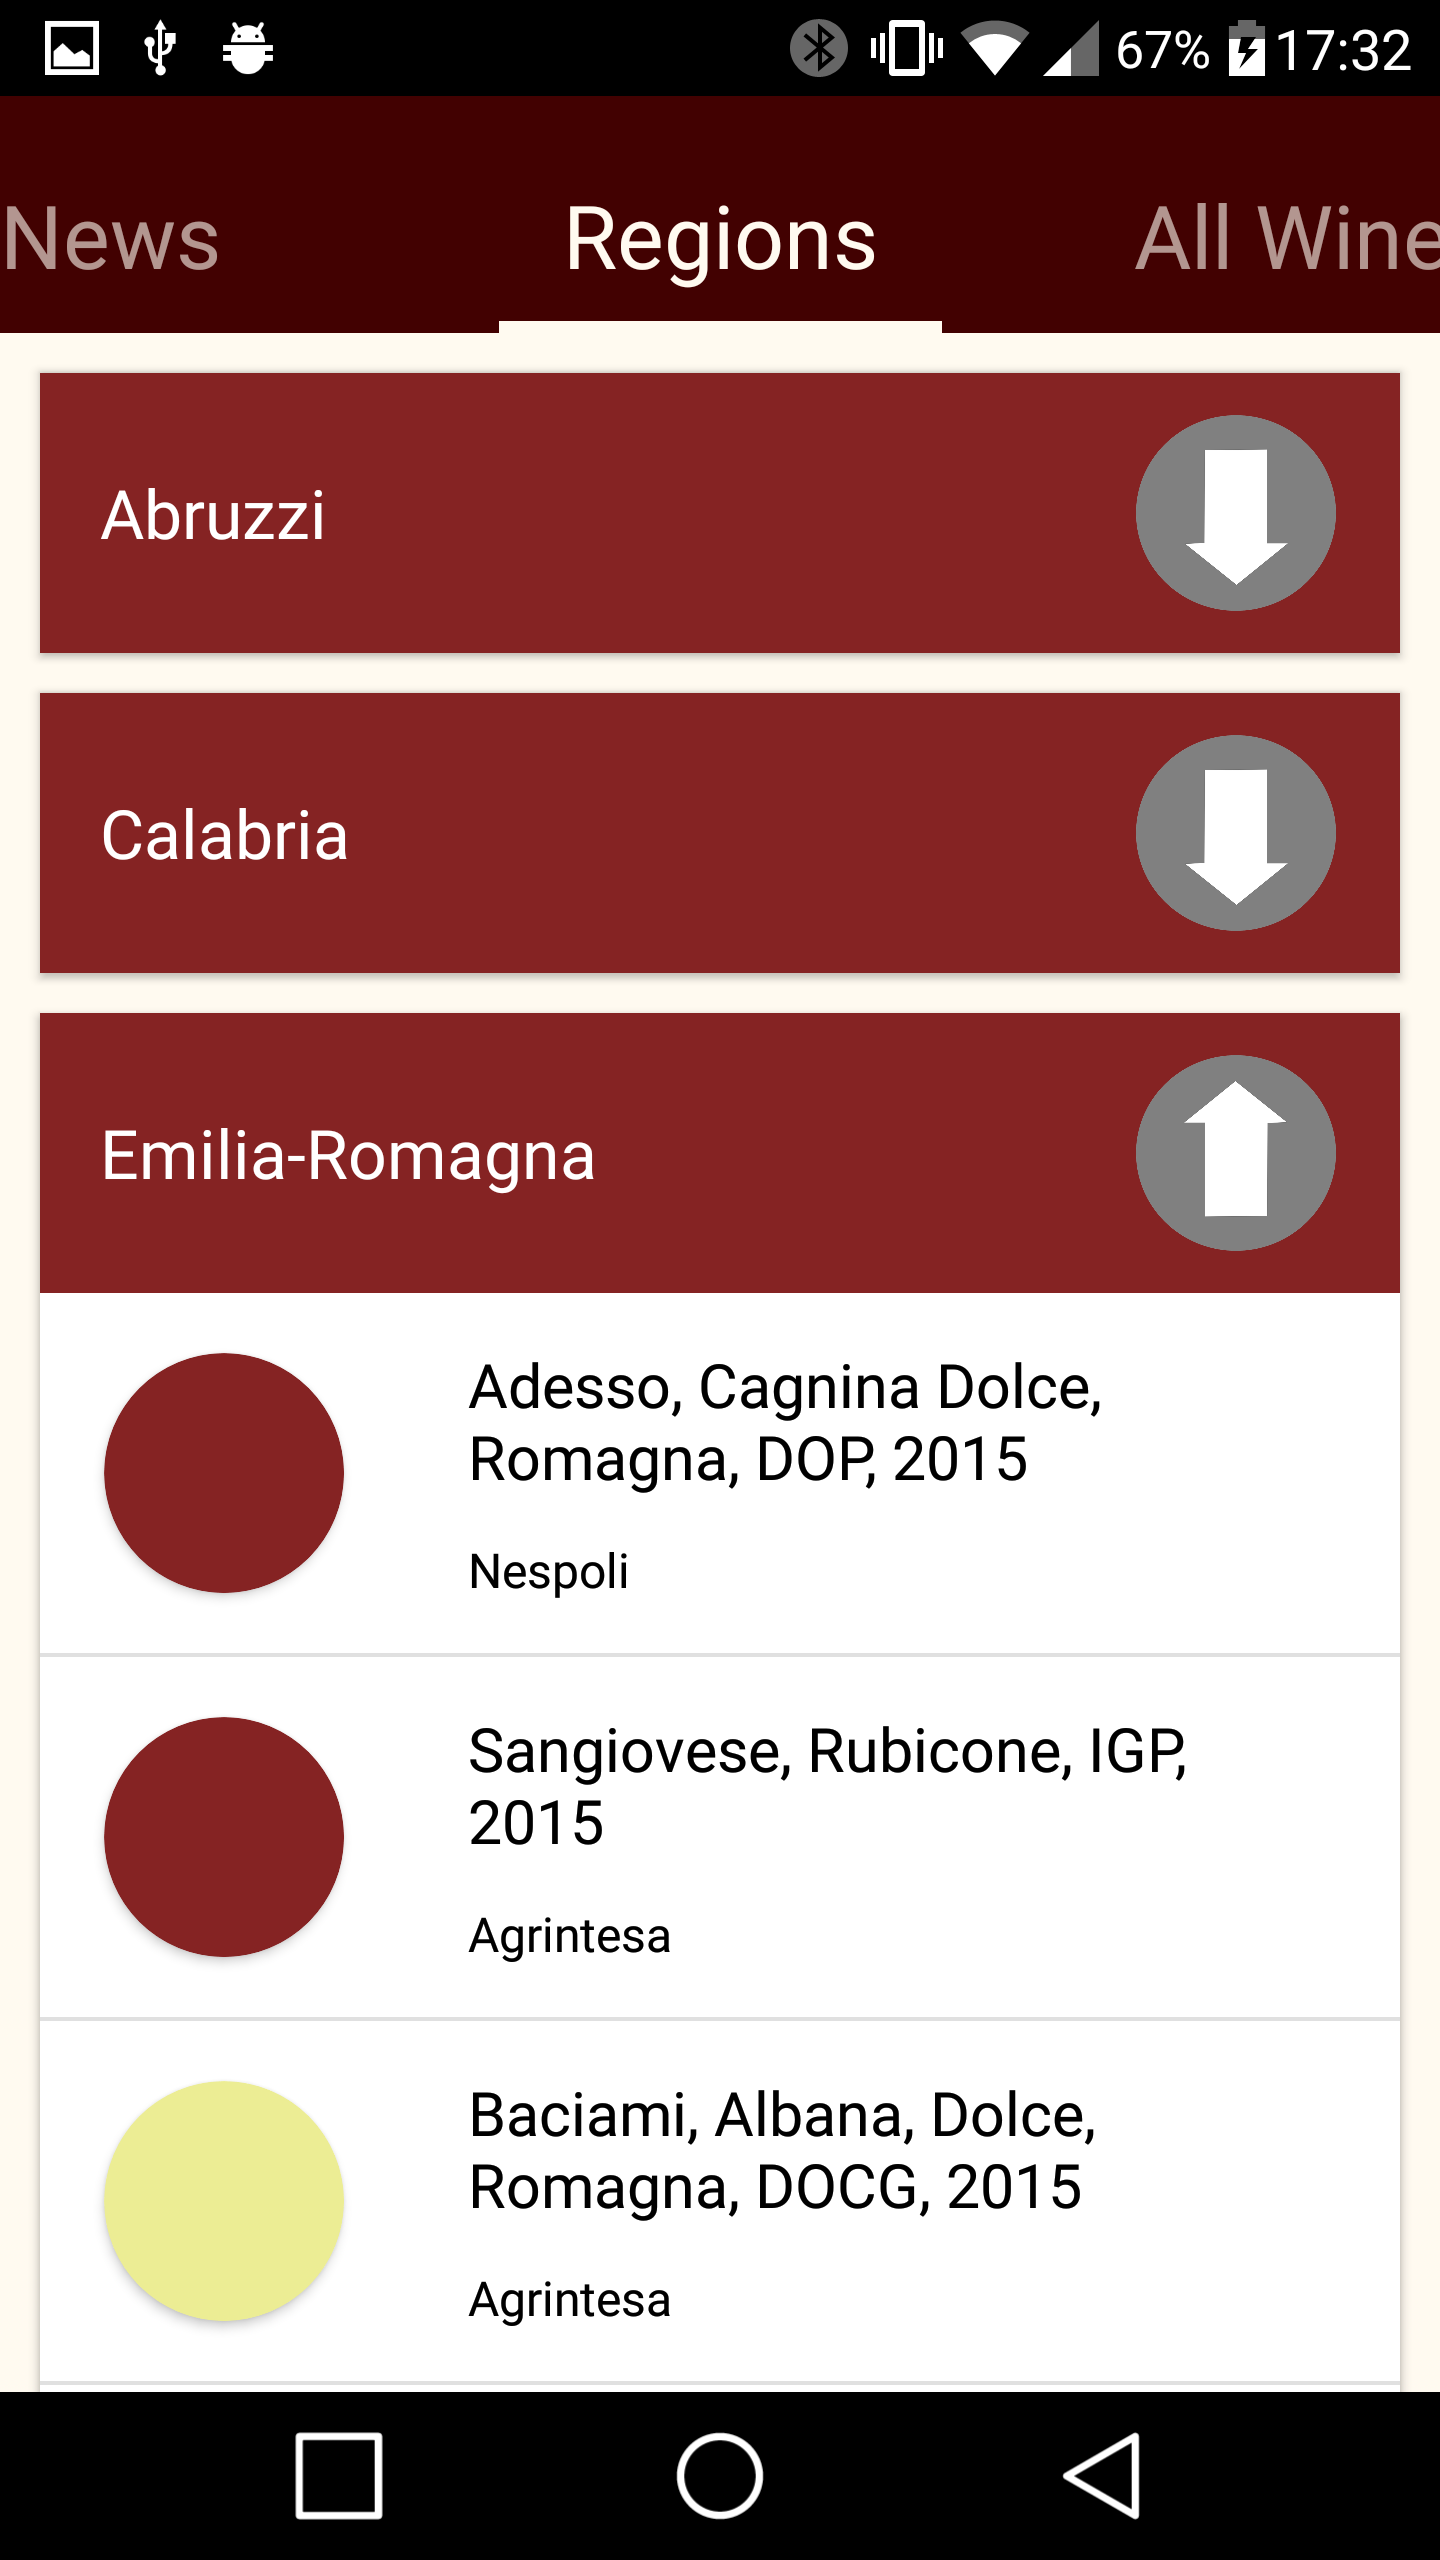 67% 17:32
News Regions All Wine
Abruzzi
Calabria
Emilia-Romagna
Adesso, Cagnina Dolce,
Romagna, DOP, 2015
Nespoli
Sangiovese, Rubicone, IGP,
2015
Agrintesa
Baciami, Albana, Dolce,
Romagna, DOCG, 2015
Agrintesa